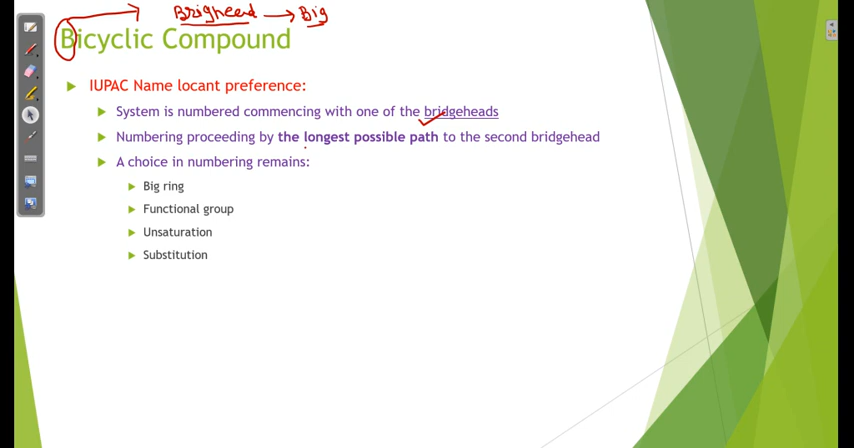 Brighead → Big
Bicyclic Compound
IUPAC Name locant preference:
System is numbered commencing with one of the bridgeheads
Numbering proceeding by the longest possible path to the second bridgehead
A choice in numbering remains:
Big ring
Functional group
Unsaturation
Substitution